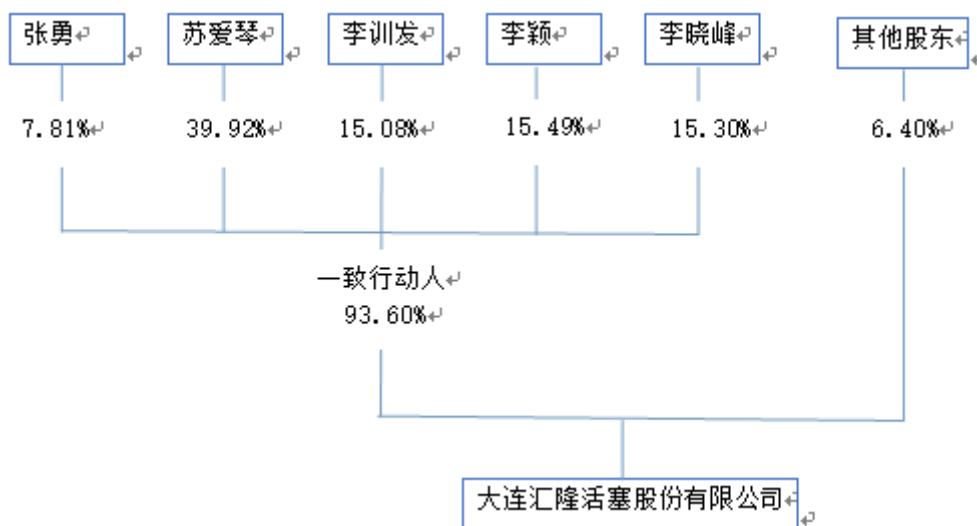 张勇
苏爱琴
李训发
李颖
李晓峰
其他股东
7.81%
39.92%
15.08%
15.49%
15.30%
6.40%
一致行动人
93.60%
大连汇隆活塞股份有限公司